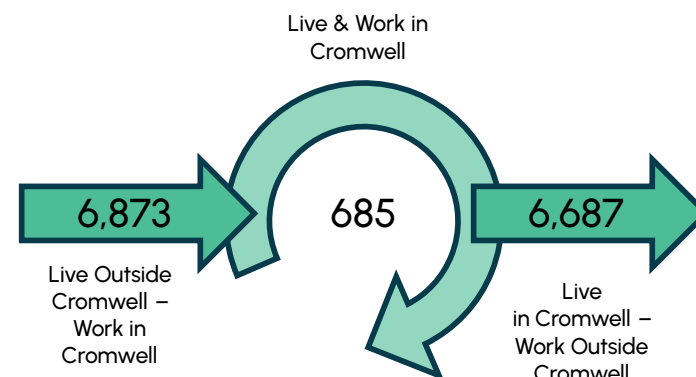 Live & Work in
Cromwell
6,873
685
6,687
Live Outside
Cromwell –
Work in
Cromwell
Live
in Cromwell –
Work Outside
Cromwell